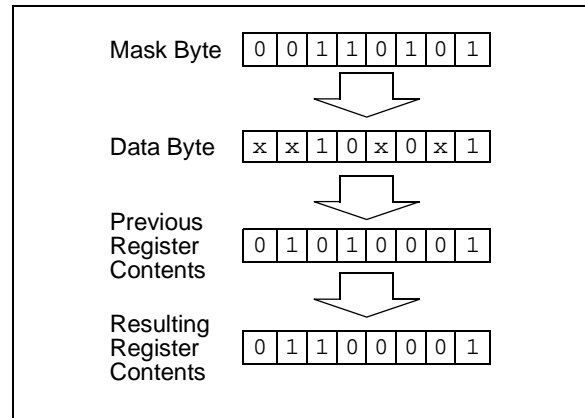 Mask Byte 0 0 1 1 0 1 0 1
Data Byte x x 1 0 x 0 x 1
Previous
Register
Contents
0 1 0 1 0 0 0 1
Resulting
Register
Contents
0 1 1 0 0 0 0 1